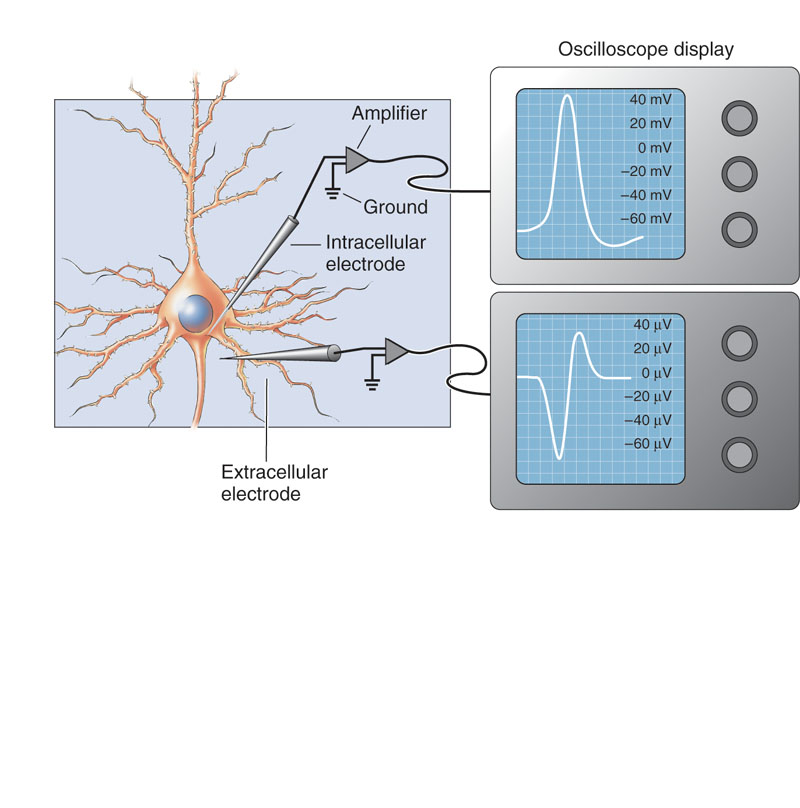 Oscilloscope display
Amplifier
Ground
Intracellular
electrode
40 mV
20 mV
0 mV
−20 mV
−40 mV
−60 mV
40 μV
20 μV
0 μV
−20 μV
−40 μV
−60 μV
Extracellular
electrode